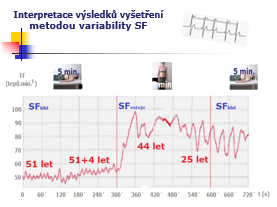 Interpretace výsledků vyšetření
metodou variability SF
5 min.
5 min.
TF
(tepů.min.⁻¹)
SFklid
SFvstoje
SFklid
100
90
80
70
60
50
40
51 let
51+4 let
44 let
25 let
0 60 120 180 240 300 360 420 480 540 600 660 720 t (s)